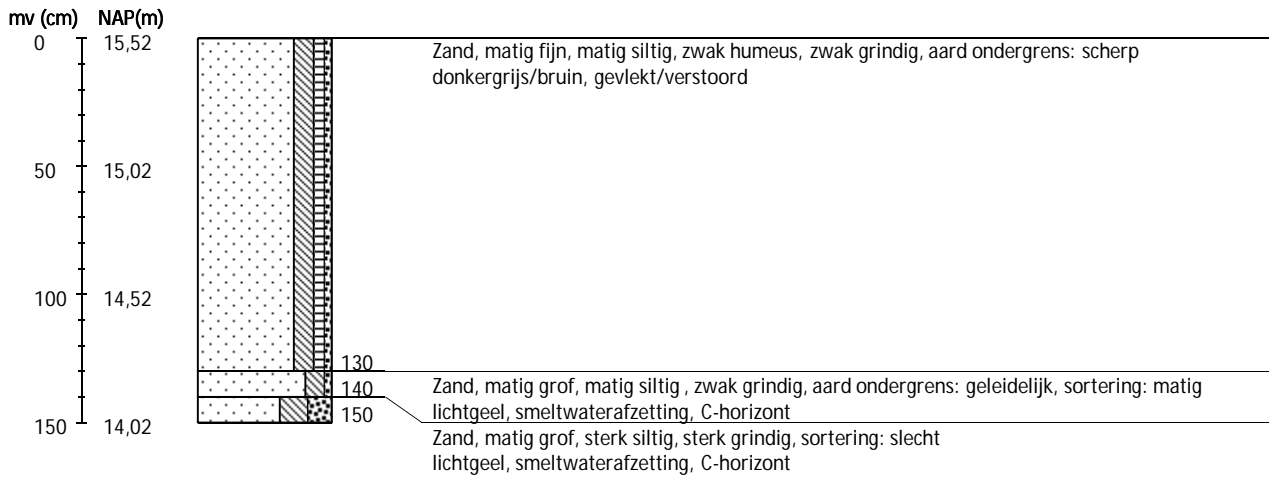 mv (cm) NAP(m)
0 15,52
Zand, matig fijn, matig siltig, zwak humeus, zwak grindig, aard ondergrens: scherp
donkergrijs/bruin, gevlekt/verstoord
50 15,02
100 14,52
130
140 Zand, matig grof, matig siltig , zwak grindig, aard ondergrens: geleidelijk, sortering: matig
lichtgeel, smeltwaterafzetting, C-horizont
150
150 14,02
Zand, matig grof, sterk siltig, sterk grindig, sortering: slecht
lichtgeel, smeltwaterafzetting, C-horizont